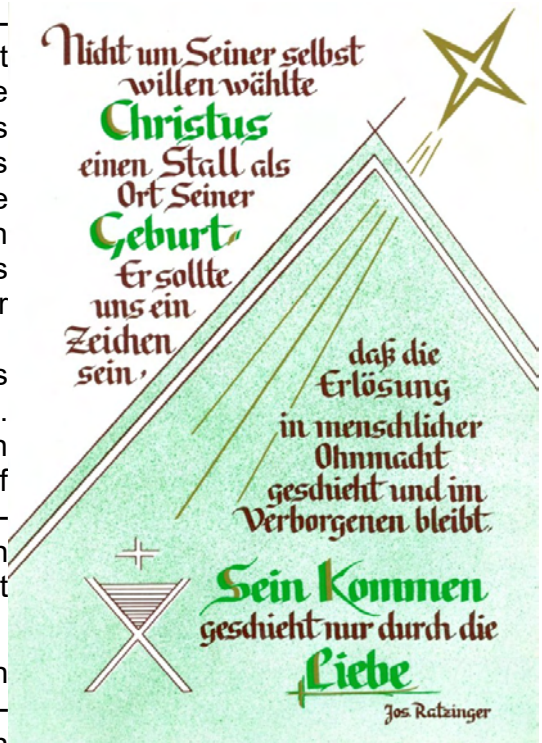 Nicht um Seiner selbst
willen wählte
Christus
einen Stall als
Ort Seiner
Geburt.
Er sollte
uns ein
Zeichen
sein,
daß die
Erlösung
in menschlicher
Ohnmacht
geschieht und im
Verborgenen bleibt.
Sein Kommen
geschieht nur durch die
Liebe
Jos. Ratzinger